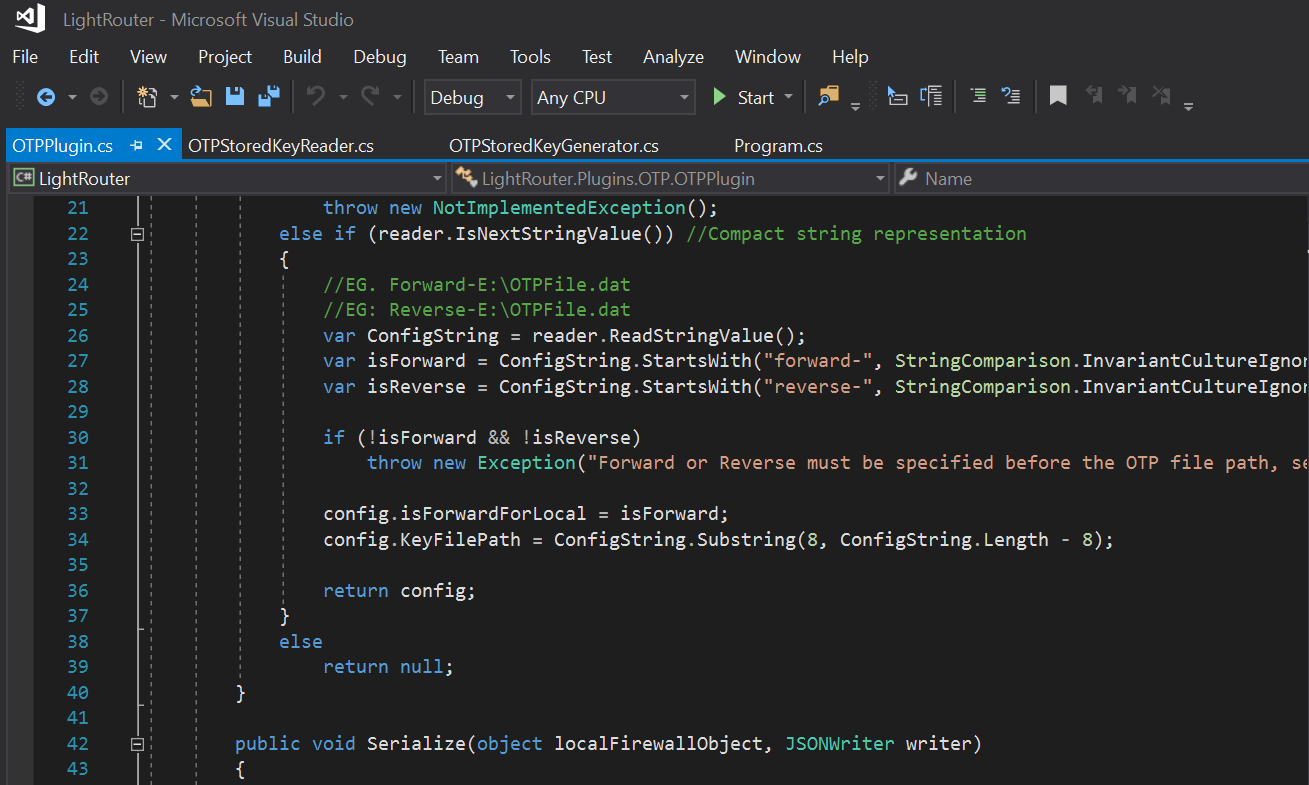 LightRouter - Microsoft Visual Studio
File Edit View Project Build Debug Team Tools Test Analyze Window Help
Debug Any CPU Start
OTPPlugin.cs OTPStoredKeyReader.cs OTPStoredKeyGenerator.cs Program.cs
C# LightRouter LightRouter.Plugins.OTP.OTPPlugin Name
21 throw new NotImplementedException();
22 else if (reader.IsNextStringValue()) //Compact string representation
23 {
24 //EG. Forward-E:\OTPFile.dat
25 //EG: Reverse-E:\OTPFile.dat
26 var ConfigString = reader.ReadStringValue();
27 var isForward = ConfigString.StartsWith("forward-", StringComparison.InvariantCultureIgnor
28 var isReverse = ConfigString.StartsWith("reverse-", StringComparison.InvariantCultureIgnor
29
30 if (!isForward && !isReverse)
31 throw new Exception("Forward or Reverse must be specified before the OTP file path, se
32
33 config.isForwardForLocal = isForward;
34 config.KeyFilePath = ConfigString.Substring(8, ConfigString.Length - 8);
35
36 return config;
37 }
38 else
39 return null;
40 }
41
42 public void Serialize(object localFirewallObject, JSONWriter writer)
43 {